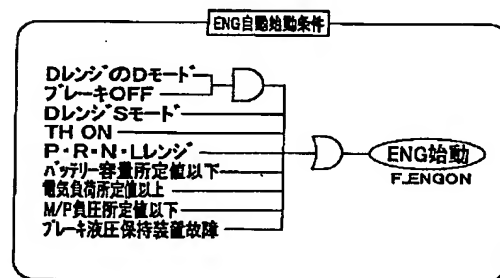 ENG自動始動条件
DレンジのDモード
ブレーキOFF
DレンジSモード
TH ON
P・R・N・Lレンジ
バッテリー容量所定値以下
電気負荷所定値以上
M/P負圧所定値以下
ブレーキ液圧保持装置故障
ENG始動
F_ENGON